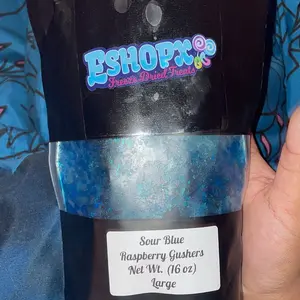 ESHOPX
Freeze Dried Treats
Sour Blue
Raspberry Gushers
Net Wt. (16 oz)
Large